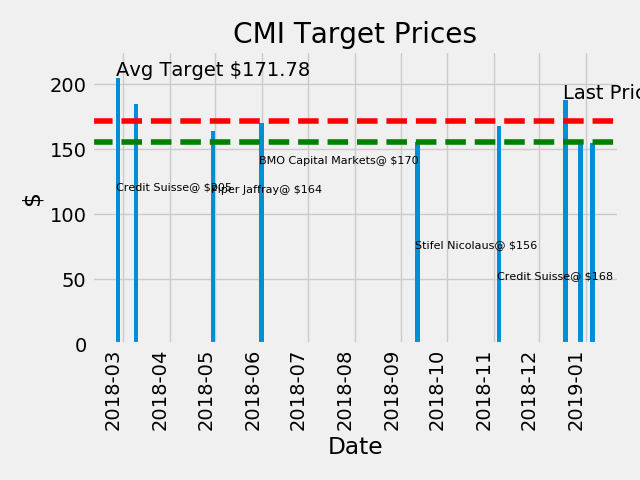 CMI Target Prices
Avg Target $171.78
Last Pric
200
150
100
50
0
$
BMO Capital Markets@ $170
Credit Suisse@ $205
Piper Jaffray@ $164
Stifel Nicolaus@ $156
Credit Suisse@ $168
2018-03
2018-04
2018-05
2018-06
2018-07
2018-08
2018-09
2018-10
2018-11
2018-12
2019-01
Date